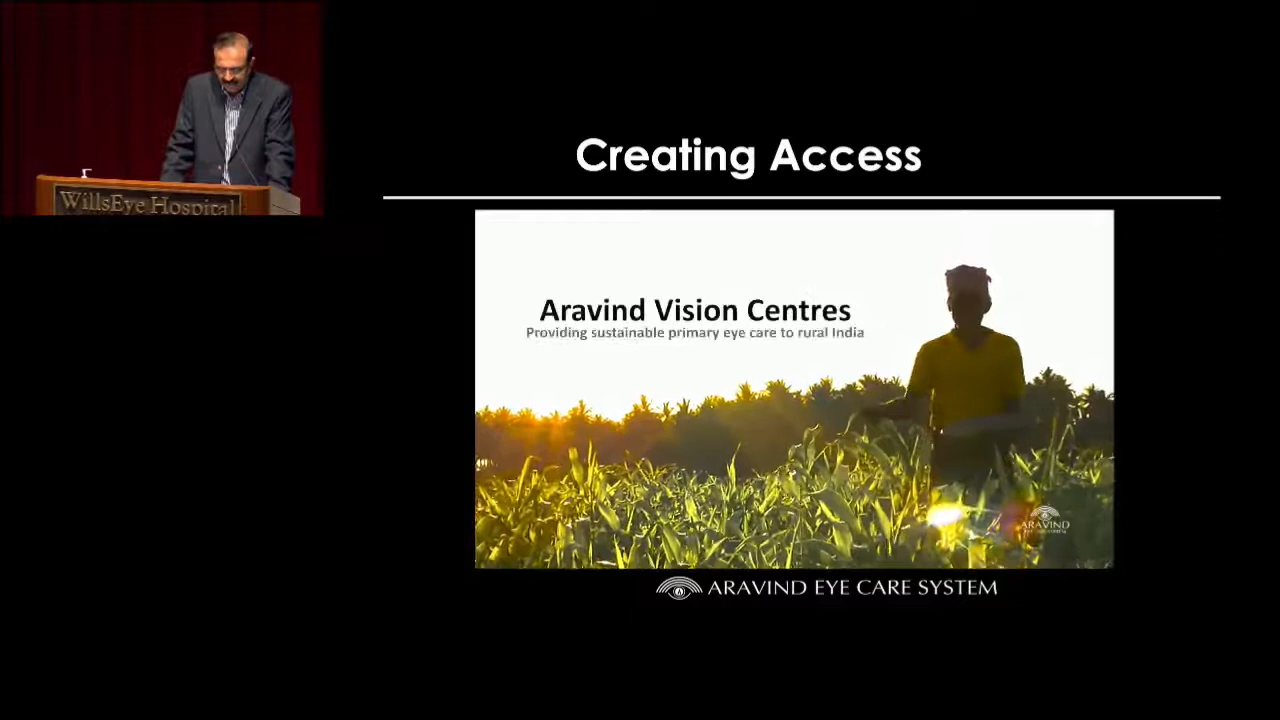 Creating Access
WillsEye Hospital
Aravind Vision Centres
Providing sustainable primary eye care to rural India
ARAVIND
ARAVIND EYE CARE SYSTEM